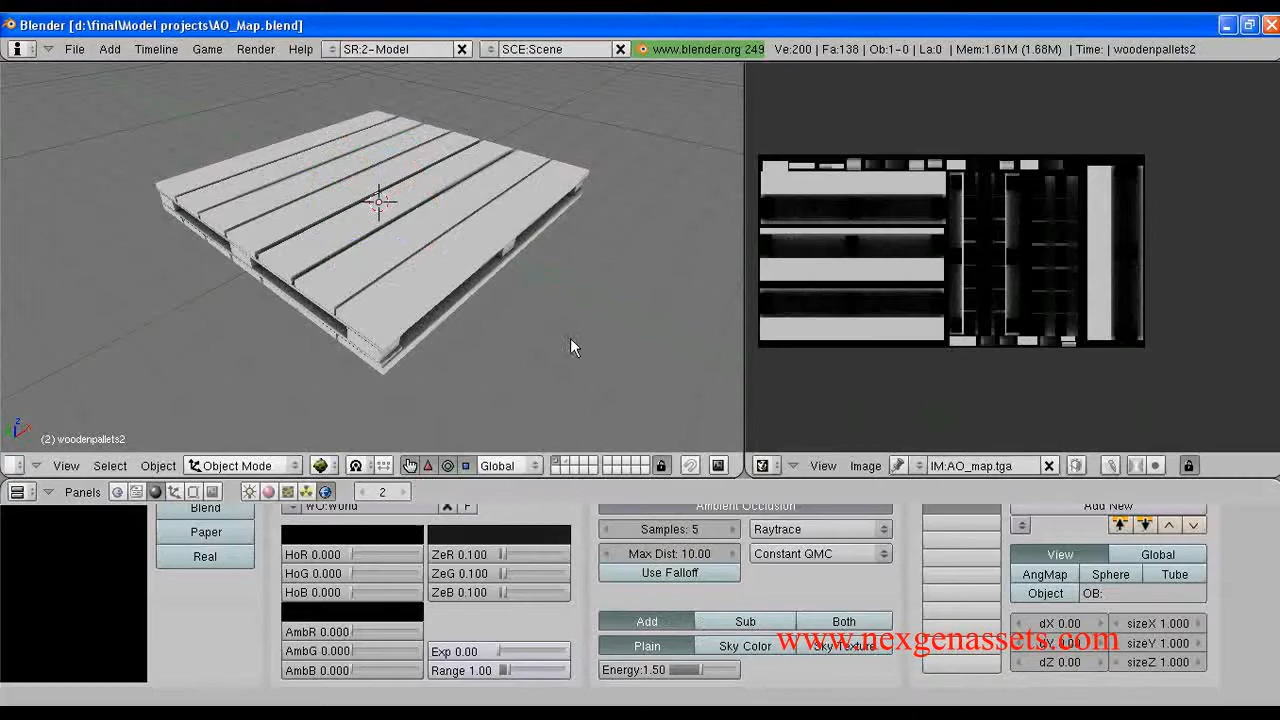 Blender [d:\final\Model projects\AO_Map.blend]
File Add Timeline Game Render Help SR:2-Model SCE:Scene www.blender.org 249 Ve:200 | Fa:138 | Ob:1-0 | La:0 | Mem:1.61M (1.68M) | Time: | woodenpallets2
(2) woodenpallets2
View Select Object Object Mode Global View Image IM:AO_map.tga
Panels 2
Blend WO:World F Ambient Occlusion Add New
Samples: 5 Raytrace
Paper
HoR 0.000 ZeR 0.100 Max Dist: 10.00 Constant QMC View Global
Real
HoG 0.000 ZeG 0.100 Use Falloff AngMap Sphere Tube
HoB 0.000 ZeB 0.100 Object OB:
Add Sub Both dX 0.00 sizeX 1.000
AmbR 0.000
www.nexgenassets.com
AmbG 0.000 Exp 0.00 Plain Sky Color Sky Texture dY 0.00 sizeY 1.000
AmbB 0.000 Range 1.00 Energy:1.50 dZ 0.00 sizeZ 1.000